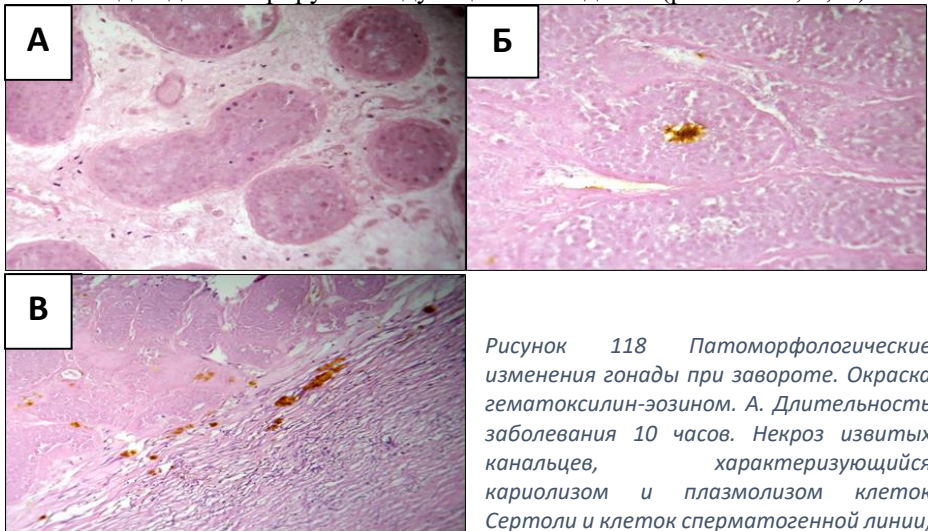 А
Б
В
Рисунок 118 Патоморфологические
изменения гонады при завороте. Окраска
гематоксилин-эозином. А. Длительность
заболевания 10 часов. Некроз извитых
канальцев, характеризующийся
кариолизом и плазмолизом клеток
Сертоли и клеток сперматогенной линии,